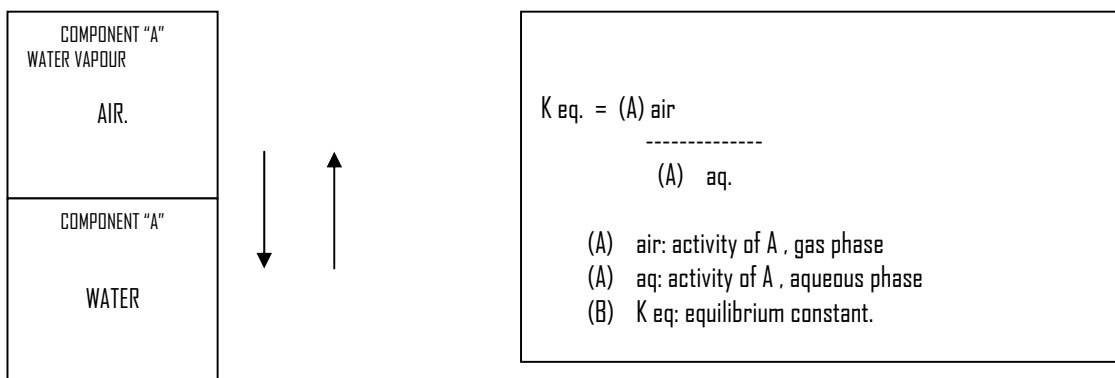 COMPONENT "A"
WATER VAPOUR
AIR.
COMPONENT "A"
WATER
K eq. = (A) air
--------------
(A) aq.
(A) air: activity of A , gas phase
(A) aq: activity of A , aqueous phase
(B) K eq: equilibrium constant.